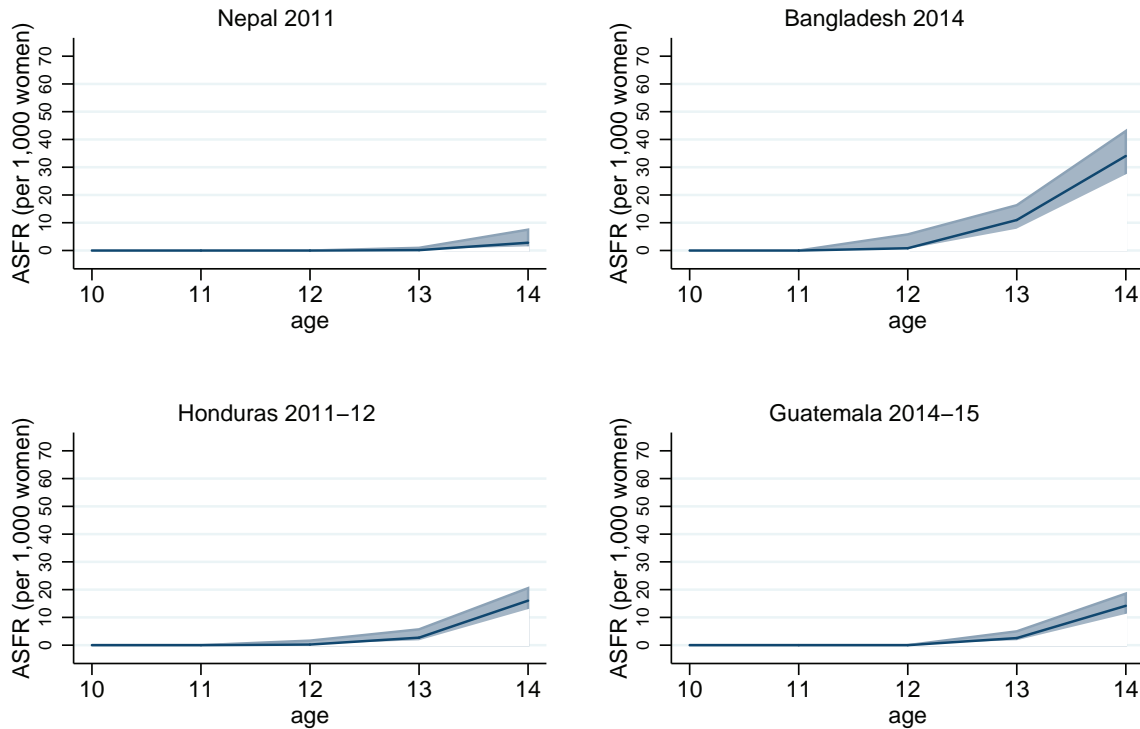 Nepal 2011
ASFR (per 1,000 women)
0 10 20 30 40 50 60 70
10 11 12 13 14
age
Bangladesh 2014
ASFR (per 1,000 women)
0 10 20 30 40 50 60 70
10 11 12 13 14
age
Honduras 2011–12
ASFR (per 1,000 women)
0 10 20 30 40 50 60 70
10 11 12 13 14
age
Guatemala 2014–15
ASFR (per 1,000 women)
0 10 20 30 40 50 60 70
10 11 12 13 14
age